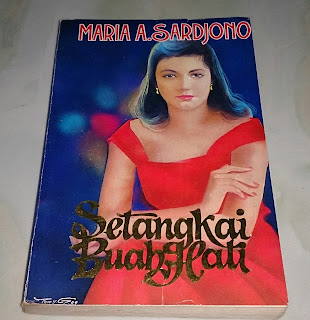 MARIA A. SARDJONO
Setangkai
Buah Hati